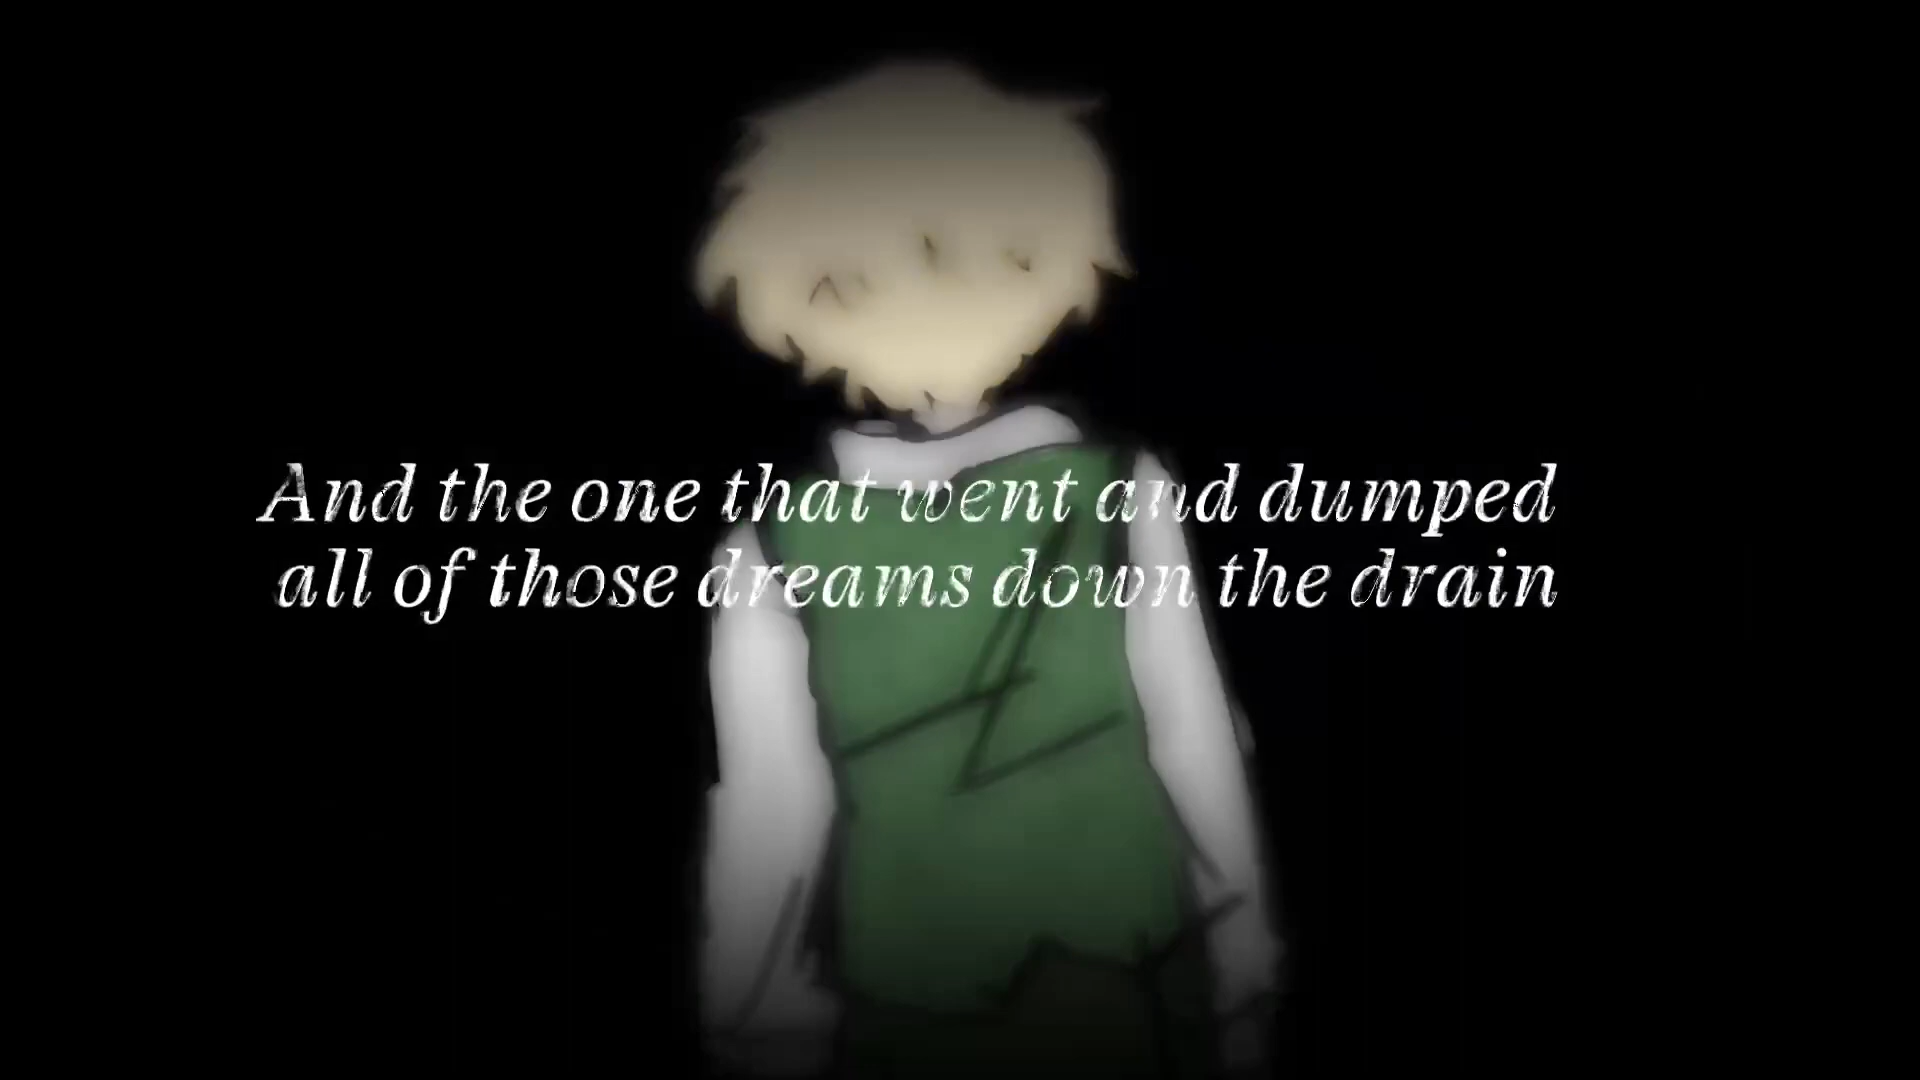 And the one that went and dumped
all of those dreams down the drain